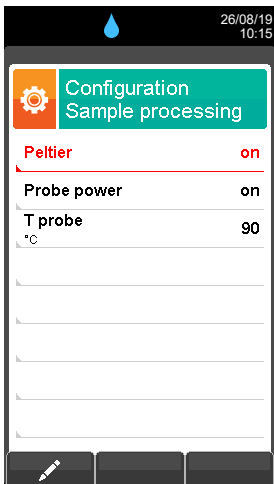 26/08/19
10:15
Configuration
Sample processing
Peltier on
Probe power on
T probe 90
°C